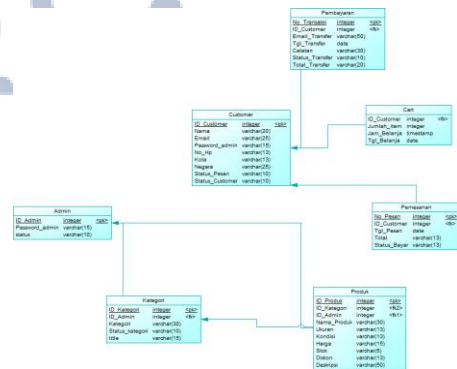 Pembayaran
No_Transaksi integer <pk>
ID_Customer integer <fk>
Email_Transfer varchar(50)
Tgl_Transfer date
Catatan varchar(30)
Status_Transfer varchar(10)
Total_Transfer varchar(20)
Customer
ID_Customer integer <pk>
Nama varchar(20)
Email varchar(25)
Password_admin varchar(15)
No_Hp varchar(13)
Kota varchar(13)
Negara varchar(25)
Status_Pesan varchar(10)
Status_Customer varchar(10)
Cart
ID_Customer integer <fk>
Jumlah_item integer
Jam_Belanja timestamp
Tgl_Belanja date
Pemesanan
No_Pesan integer <pk>
ID_Customer integer <fk>
Tgl_Pesan date
Total varchar(13)
Status_Bayar varchar(13)
Admin
ID_Admin integer <pk>
Password_admin varchar(15)
status varchar(10)
Kategori
ID_Kategori integer <pk>
ID_Admin integer <fk>
Kategori varchar(30)
Status_kategori varchar(10)
title varchar(15)
Produk
ID_Produk integer <pk>
ID_Kategori integer <fk2>
ID_Admin integer <fk1>
Nama_Produk varchar(30)
Ukuran varchar(13)
Kondisi varchar(13)
Harga varchar(15)
Stok varchar(5)
Diskon varchar(13)
Deskripsi varchar(50)